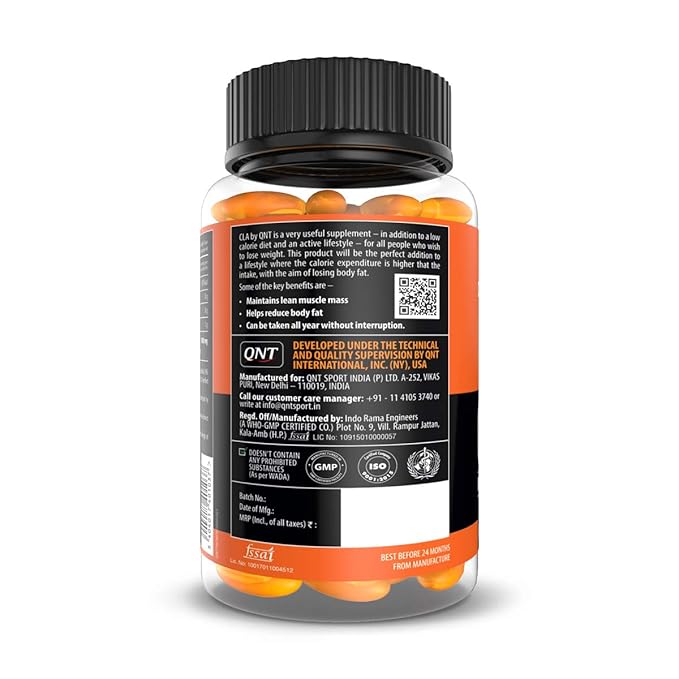 CLA by QNT is a very useful supplement – in addition to a low
calorie diet and an active lifestyle – for all people who wish
to lose weight. This product will be the perfect addition to
a lifestyle where the calorie expenditure is higher that the
intake, with the aim of losing body fat.
Some of the key benefits are –
• Maintains lean muscle mass
• Helps reduce body fat
• Can be taken all year without interruption.
QNT
DEVELOPED UNDER THE TECHNICAL
AND QUALITY SUPERVISION BY QNT
INTERNATIONAL, INC. (NY), USA
Manufactured for: QNT SPORT INDIA (P) LTD. A-252, VIKAS
PURI, New Delhi – 110019, INDIA
Call our customer care manager: +91 - 11 4105 3740 or
write at info@qntsport.in
Regd. Off/Manufactured by: Indo Rama Engineers
(A WHO-GMP CERTIFIED CO.) Plot No. 9, Vill. Rampur Jattan,
Kala-Amb (H.P.) fssai LIC No: 10915010000057
DOESN'T CONTAIN
ANY PROHIBITED
SUBSTANCES
(As per WADA)
GMP
Certified Company
ISO
9001:2015
Batch No.:
Date of Mfg.:
MRP (Incl., of all taxes) ₹ :
fssai
Lic. No: 10017011004512
BEST BEFORE 24 MONTHS
FROM MANUFACTURE